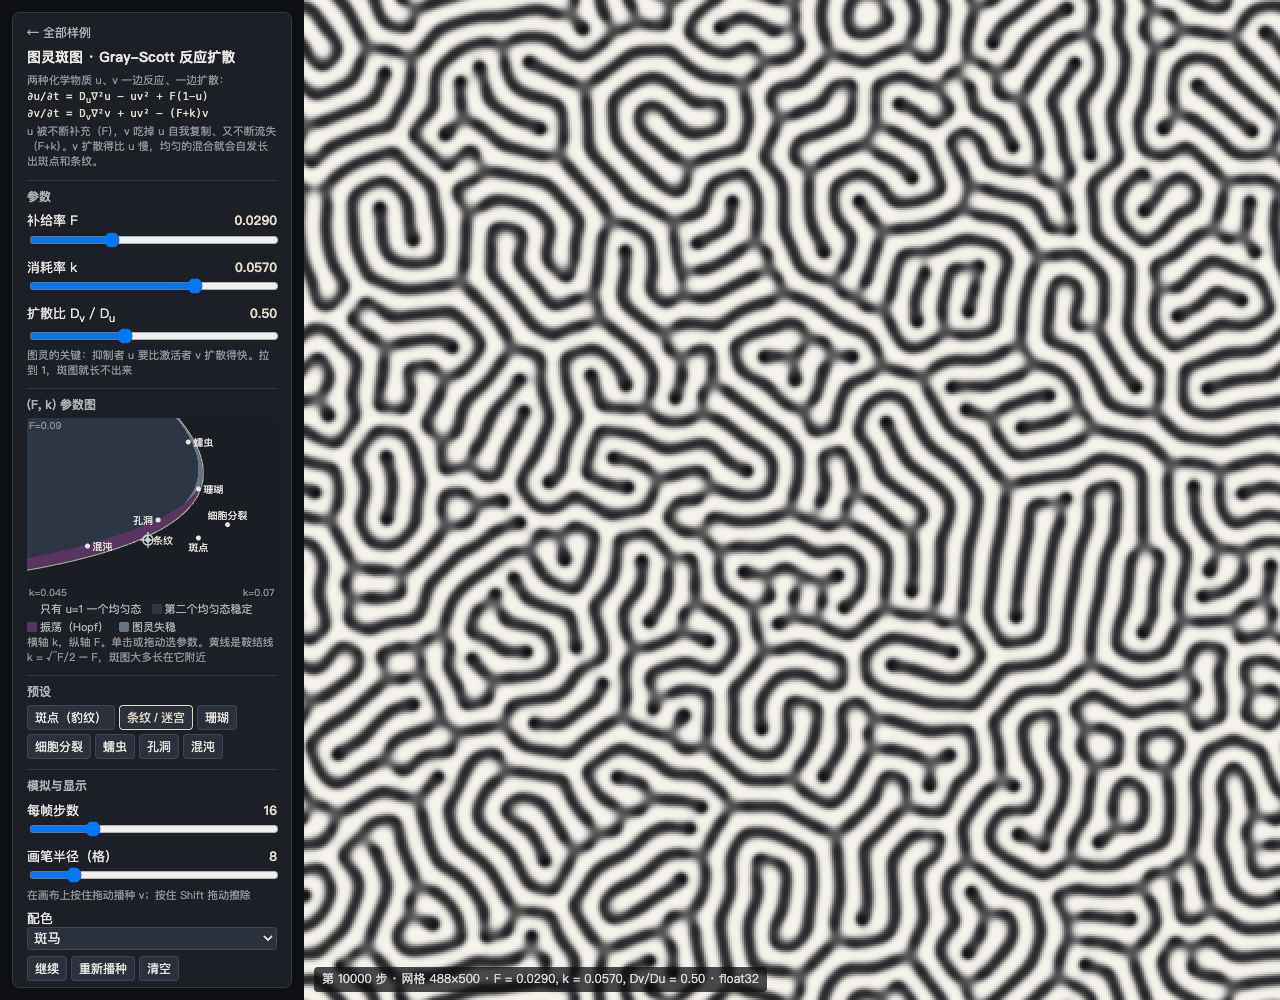 ← 全部样例
图灵斑图 · Gray–Scott 反应扩散
两种化学物质 u、v 一边反应、一边扩散：
∂u/∂t = Dᵤ∇²u − uv² + F(1−u)
∂v/∂t = Dᵥ∇²v + uv² − (F+k)v
u 被不断补充（F），v 吃掉 u 自我复制、又不断流失
（F+k）。v 扩散得比 u 慢，均匀的混合就会自发长
出斑点和条纹。
参数
补给率 F 0.0290
消耗率 k 0.0570
扩散比 Dᵥ / Dᵤ 0.50
图灵的关键：抑制者 u 要比激活者 v 扩散得快。拉
到 1，斑图就长不出来
(F, k) 参数图
F=0.09
蠕虫
珊瑚
细胞分裂
孔洞
条纹
混沌
斑点
k=0.045 k=0.07
只有 u=1 一个均匀态 第二个均匀态稳定
振荡（Hopf） 图灵失稳
横轴 k，纵轴 F。单击或拖动选参数。黄线是鞍结线
k = √F/2 − F，斑图大多长在它附近
预设
斑点（豹纹） 条纹 / 迷宫 珊瑚
细胞分裂 蠕虫 孔洞 混沌
模拟与显示
每帧步数 16
画笔半径（格） 8
在画布上按住拖动播种 v；按住 Shift 拖动擦除
配色
斑马
继续 重新播种 清空
第 10000 步 · 网格 488×500 · F = 0.0290, k = 0.0570, Dv/Du = 0.50 · float32